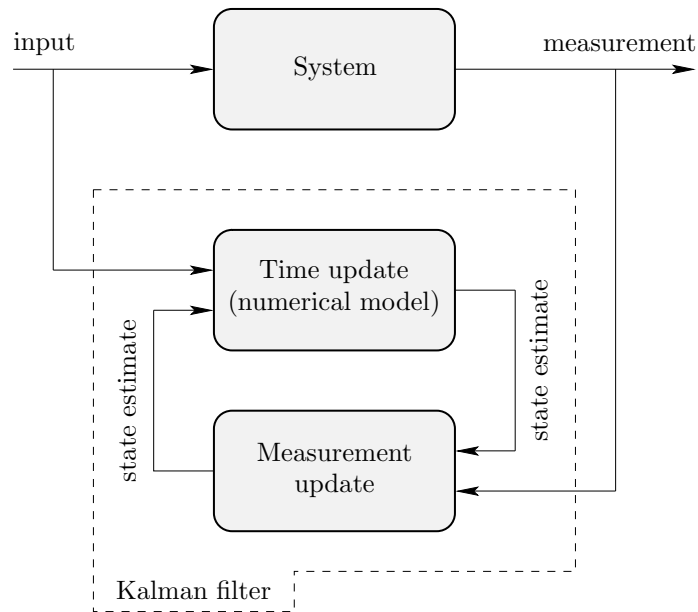 input
measurement
System
Time update
(numerical model)
state estimate
state estimate
Measurement
update
Kalman filter